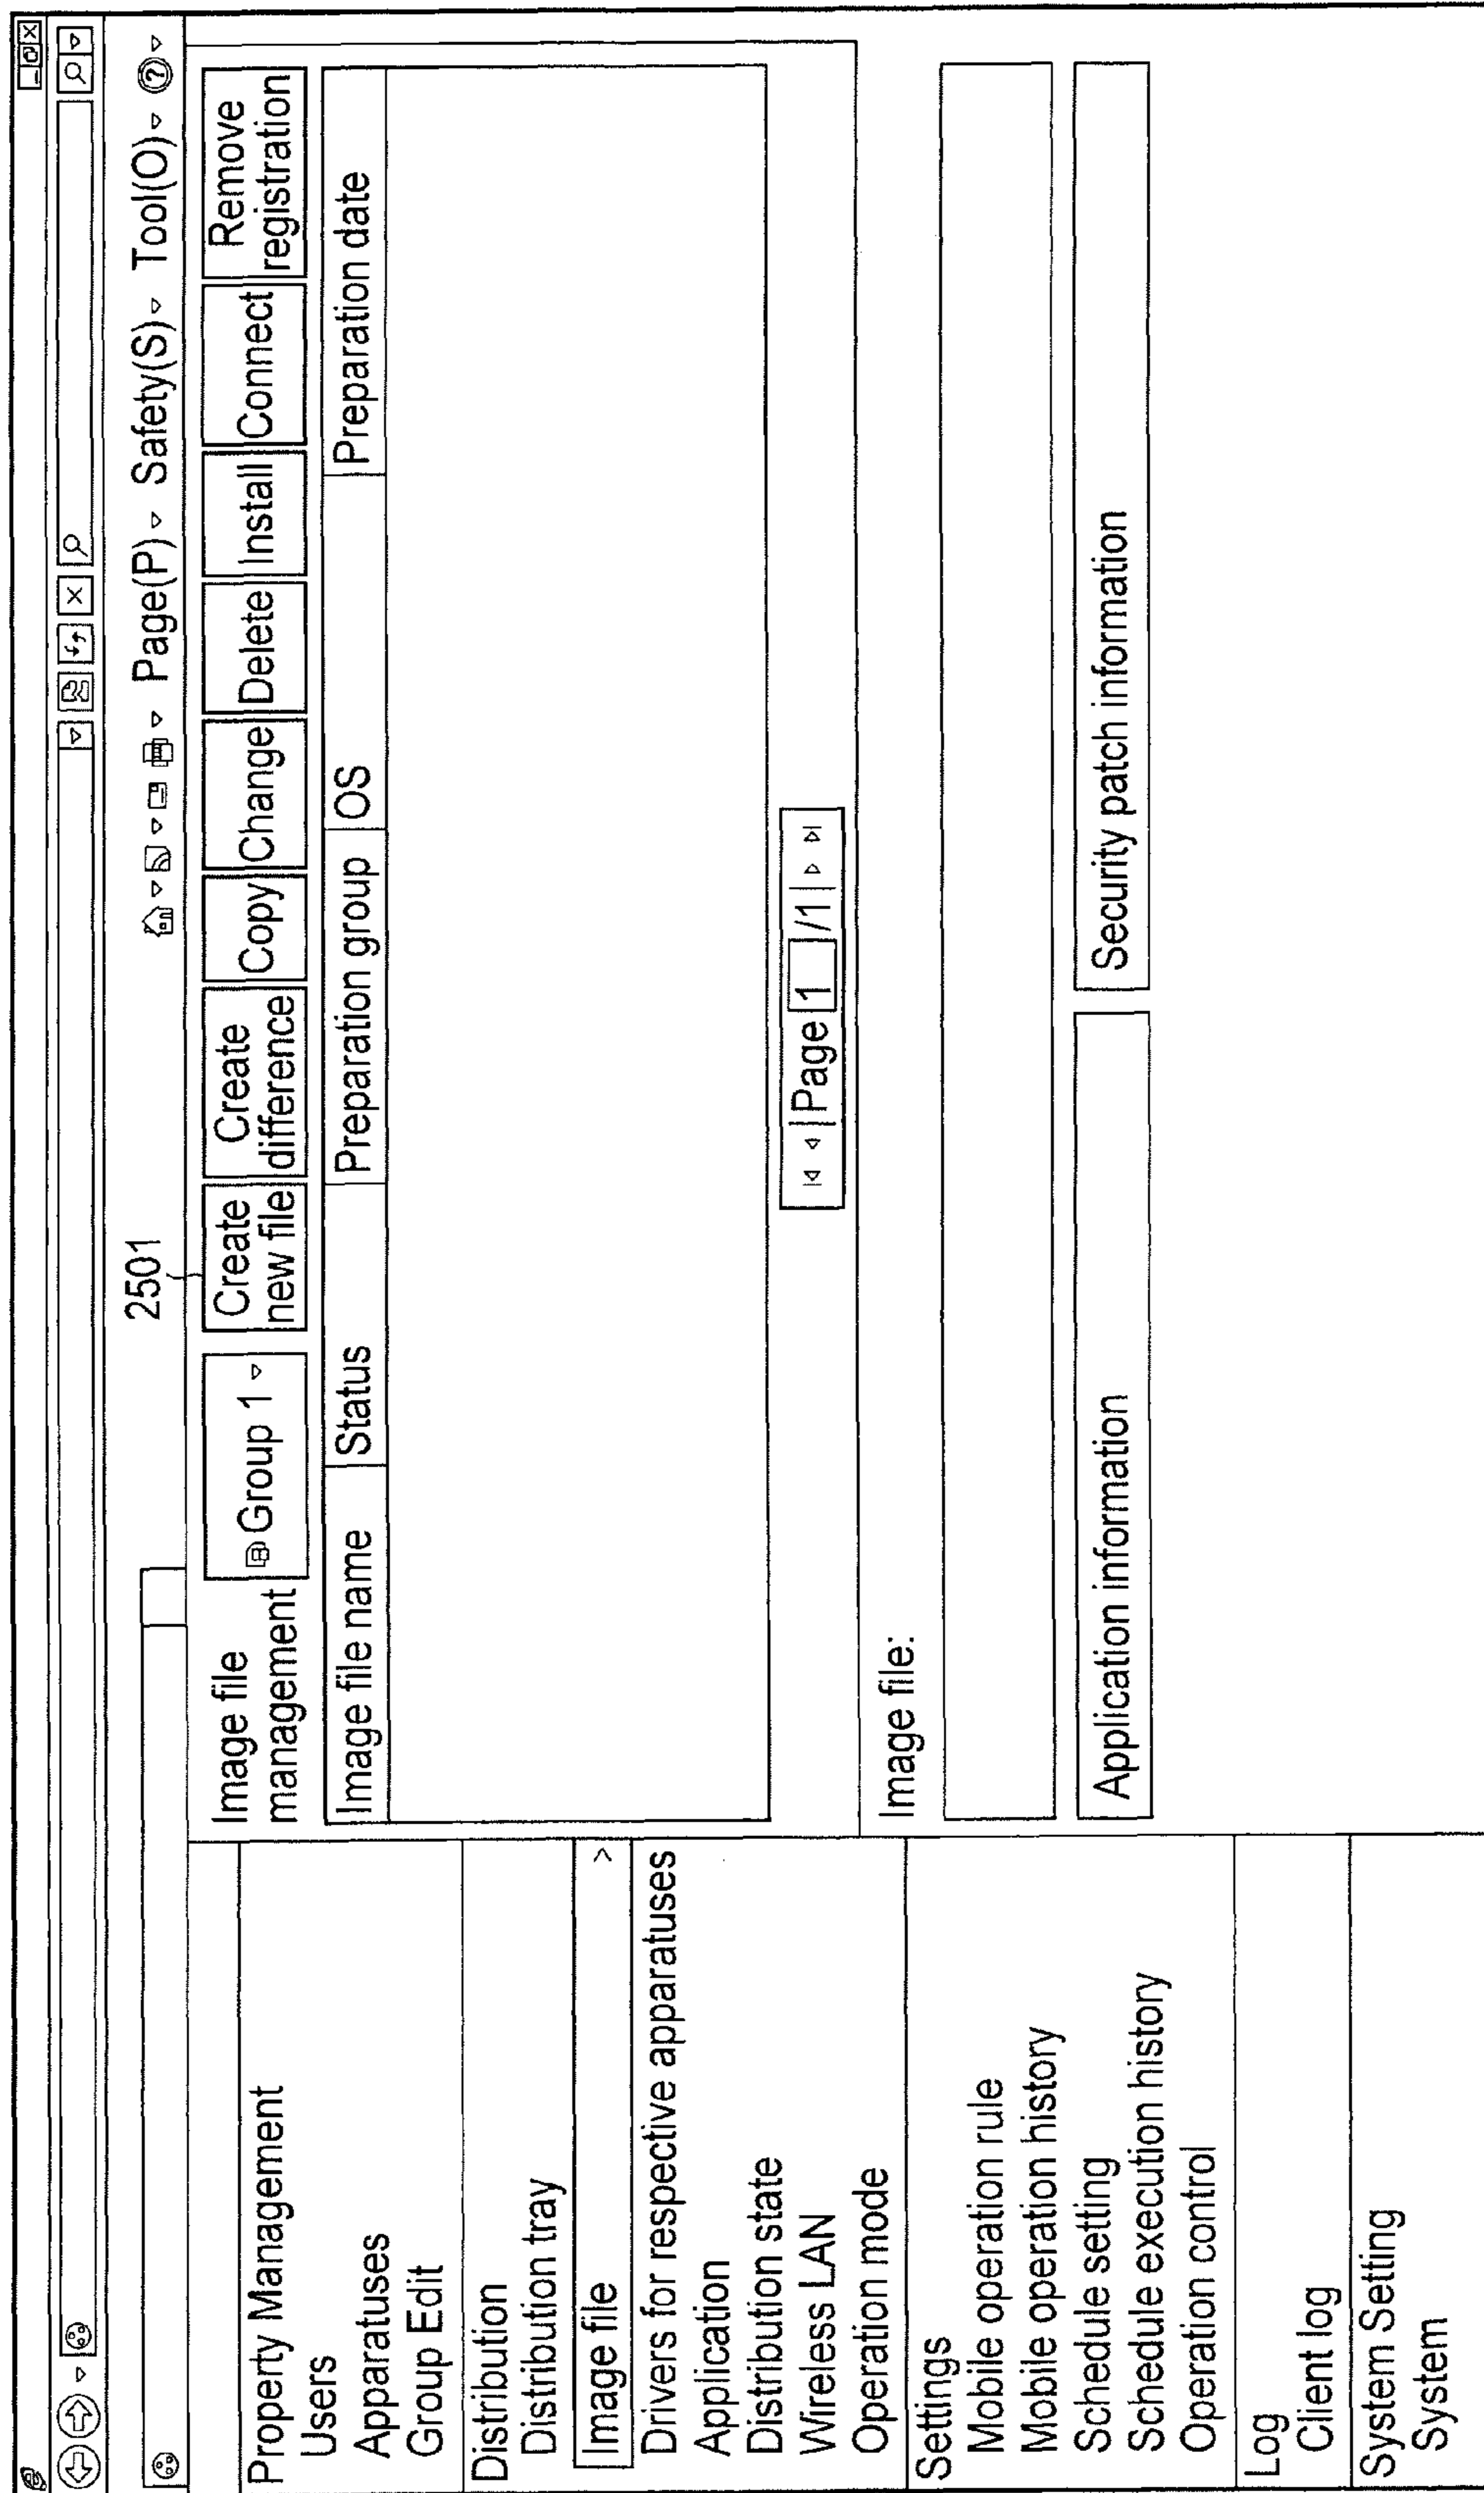 Page(P) Safety(S) Tool(O)
2501
Property Management
Users
Apparatuses
Group Edit
Distribution
Distribution tray
Image file >
Drivers for respective apparatuses
Application
Distribution state
Wireless LAN
Operation mode
Settings
Mobile operation rule
Mobile operation history
Schedule setting
Schedule execution history
Operation control
Log
Client log
System Setting
System
Image file
management
Group 1
Create
new file
Create
difference
Copy
Change
Delete
Install
Connect
Remove
registration
Image file name
Status
Preparation group
OS
Preparation date
Page 1 /1
Image file:
Application information
Security patch information